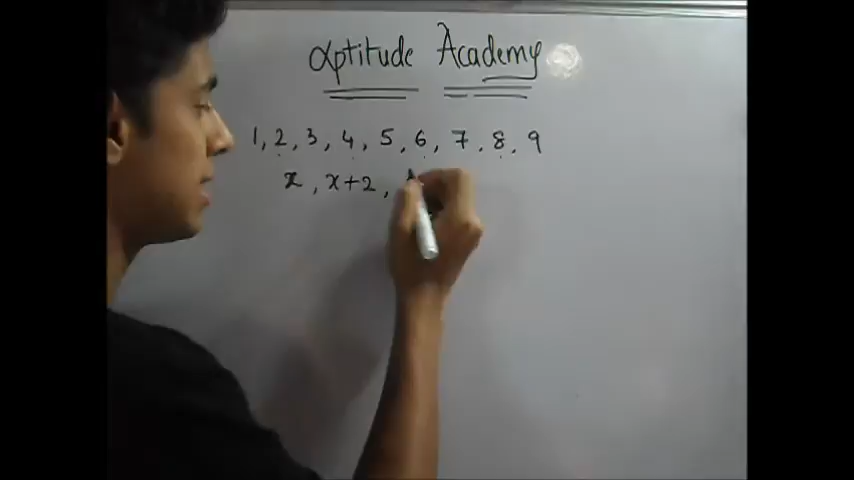 Aptitude Academy
1, 2, 3, 4, 5, 6, 7, 8, 9
x, x+2,